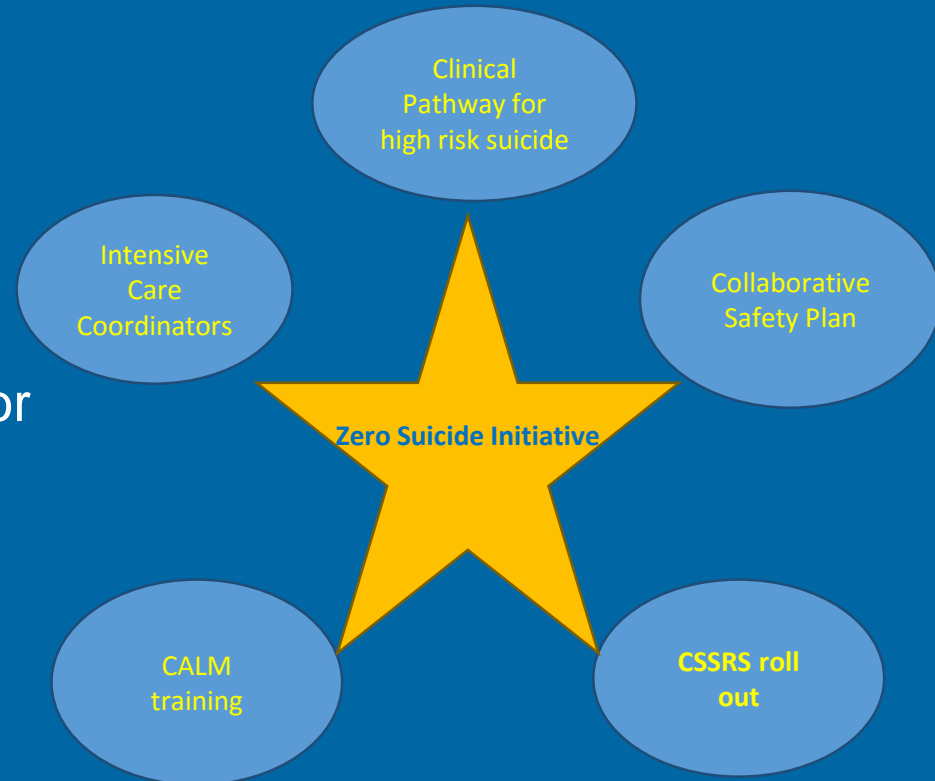 Clinical
Pathway for
high risk suicide
Intensive
Care
Coordinators
Collaborative
Safety Plan
or
Zero Suicide Initiative
CALM
training
CSSRS roll
out